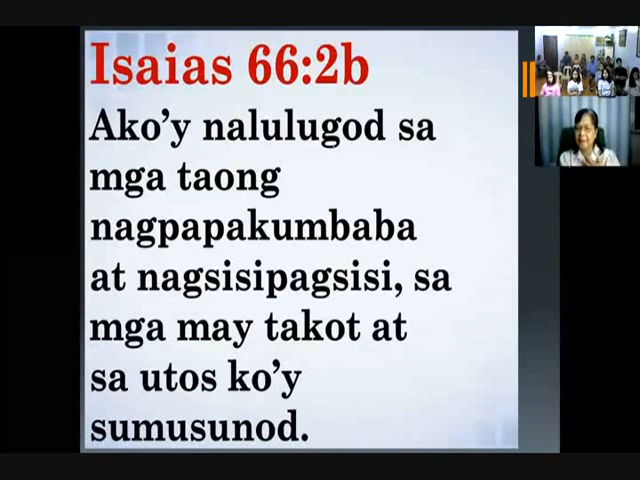 Isaias 66:2b
Ako’y nalulugod sa
mga taong
nagpapakumbaba
at nagsisipagsisi, sa
mga may takot at
sa utos ko’y
sumusunod.